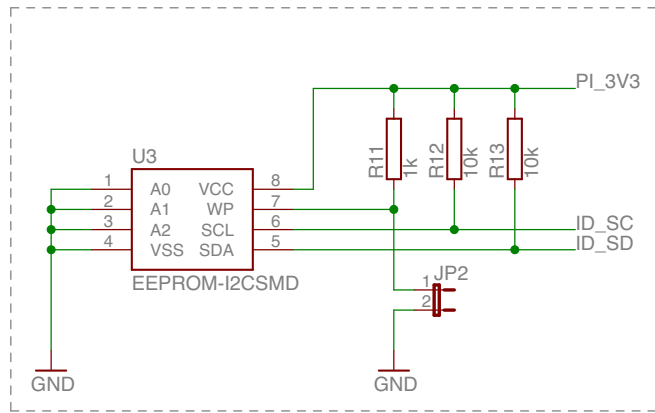 PI_3V3
R11
1k
R12
10k
R13
10k
U3
1 A0 VCC 8
2 A1 WP 7
3 A2 SCL 6
4 VSS SDA 5
EEPROM-I2CSMD
ID_SC
ID_SD
JP2
1
2
GND
GND